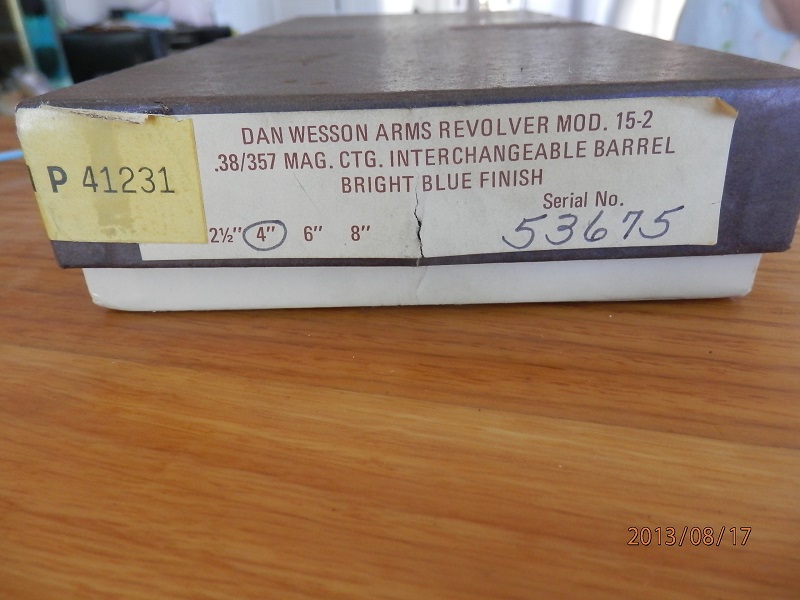 P 41231
DAN WESSON ARMS REVOLVER MOD. 15-2
.38/357 MAG. CTG. INTERCHANGEABLE BARREL
BRIGHT BLUE FINISH
Serial No.
2½" 4" 6" 8" 53675
2013/08/17